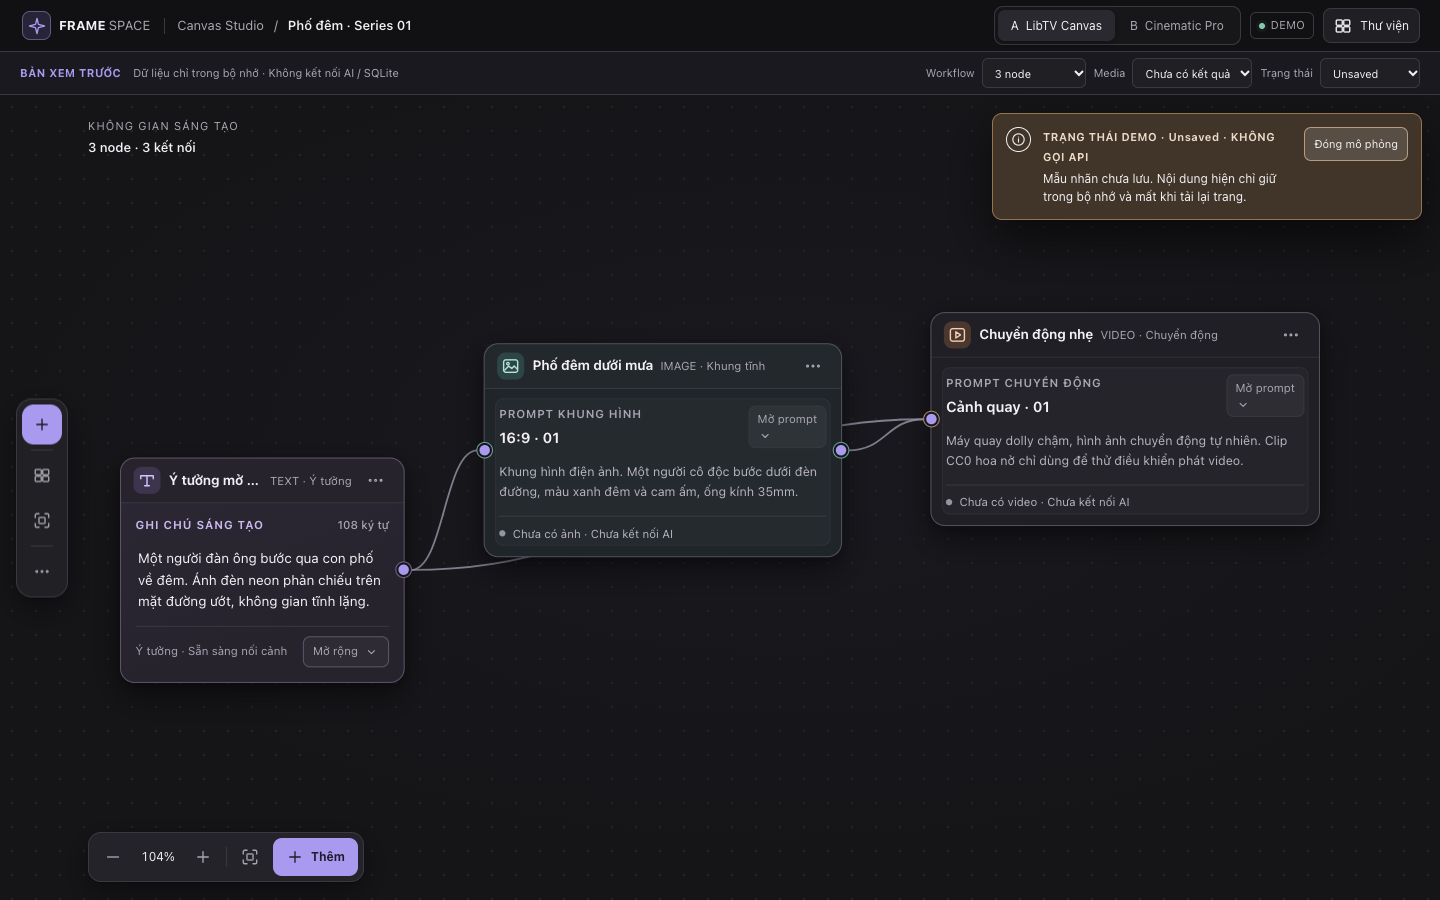 FRAME SPACE
Canvas Studio / Phố đêm · Series 01
A LibTV Canvas
B Cinematic Pro
DEMO
Thư viện
BẢN XEM TRƯỚC
Dữ liệu chỉ trong bộ nhớ · Không kết nối AI / SQLite
Workflow
3 node
Media
Chưa có kết quả
Trạng thái
Unsaved
KHÔNG GIAN SÁNG TẠO
3 node · 3 kết nối
TRẠNG THÁI DEMO · Unsaved · KHÔNG
GỌI API
Mẫu nhãn chưa lưu. Nội dung hiện chỉ giữ
trong bộ nhớ và mất khi tải lại trang.
Đóng mô phỏng
Ý tưởng mở ...
TEXT · Ý tưởng
GHI CHÚ SÁNG TẠO
108 ký tự
Một người đàn ông bước qua con phố
về đêm. Ánh đèn neon phản chiếu trên
mặt đường ướt, không gian tĩnh lặng.
Ý tưởng · Sẵn sàng nối cảnh
Mở rộng
Phố đêm dưới mưa
IMAGE · Khung tĩnh
PROMPT KHUNG HÌNH
16:9 · 01
Mở prompt
Khung hình điện ảnh. Một người cô độc bước dưới đèn
đường, màu xanh đêm và cam ấm, ống kính 35mm.
Chưa có ảnh · Chưa kết nối AI
Chuyển động nhẹ
VIDEO · Chuyển động
PROMPT CHUYỂN ĐỘNG
Cảnh quay · 01
Mở prompt
Máy quay dolly chậm, hình ảnh chuyển động tự nhiên. Clip
CC0 hoa nở chỉ dùng để thử điều khiển phát video.
Chưa có video · Chưa kết nối AI
104%
Thêm